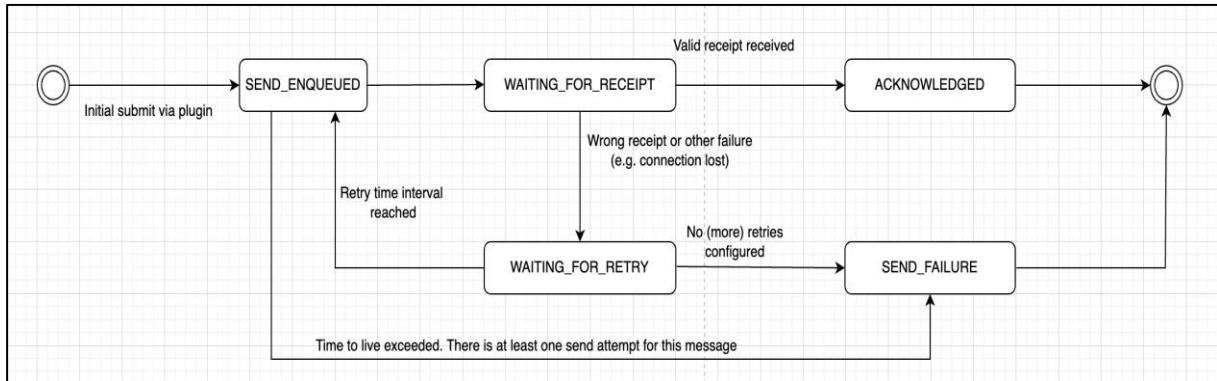 Valid receipt received
SEND_ENQUEUED
WAITING_FOR_RECEIPT
ACKNOWLEDGED
Initial submit via plugin
Wrong receipt or other failure
(e.g. connection lost)
Retry time interval
reached
No (more) retries
configured
WAITING_FOR_RETRY
SEND_FAILURE
Time to live exceeded. There is at least one send attempt for this message